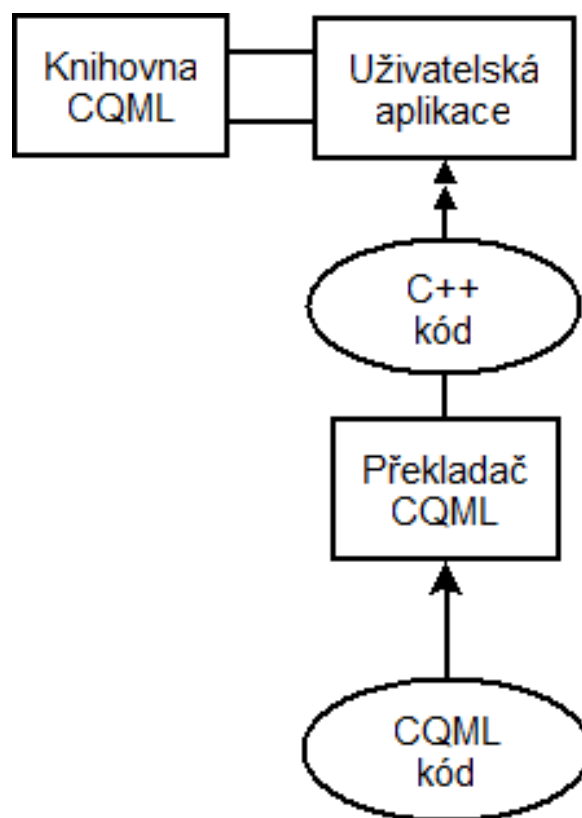 Knihovna
CQML
Uživatelská
aplikace
C++
kód
Překladač
CQML
CQML
kód